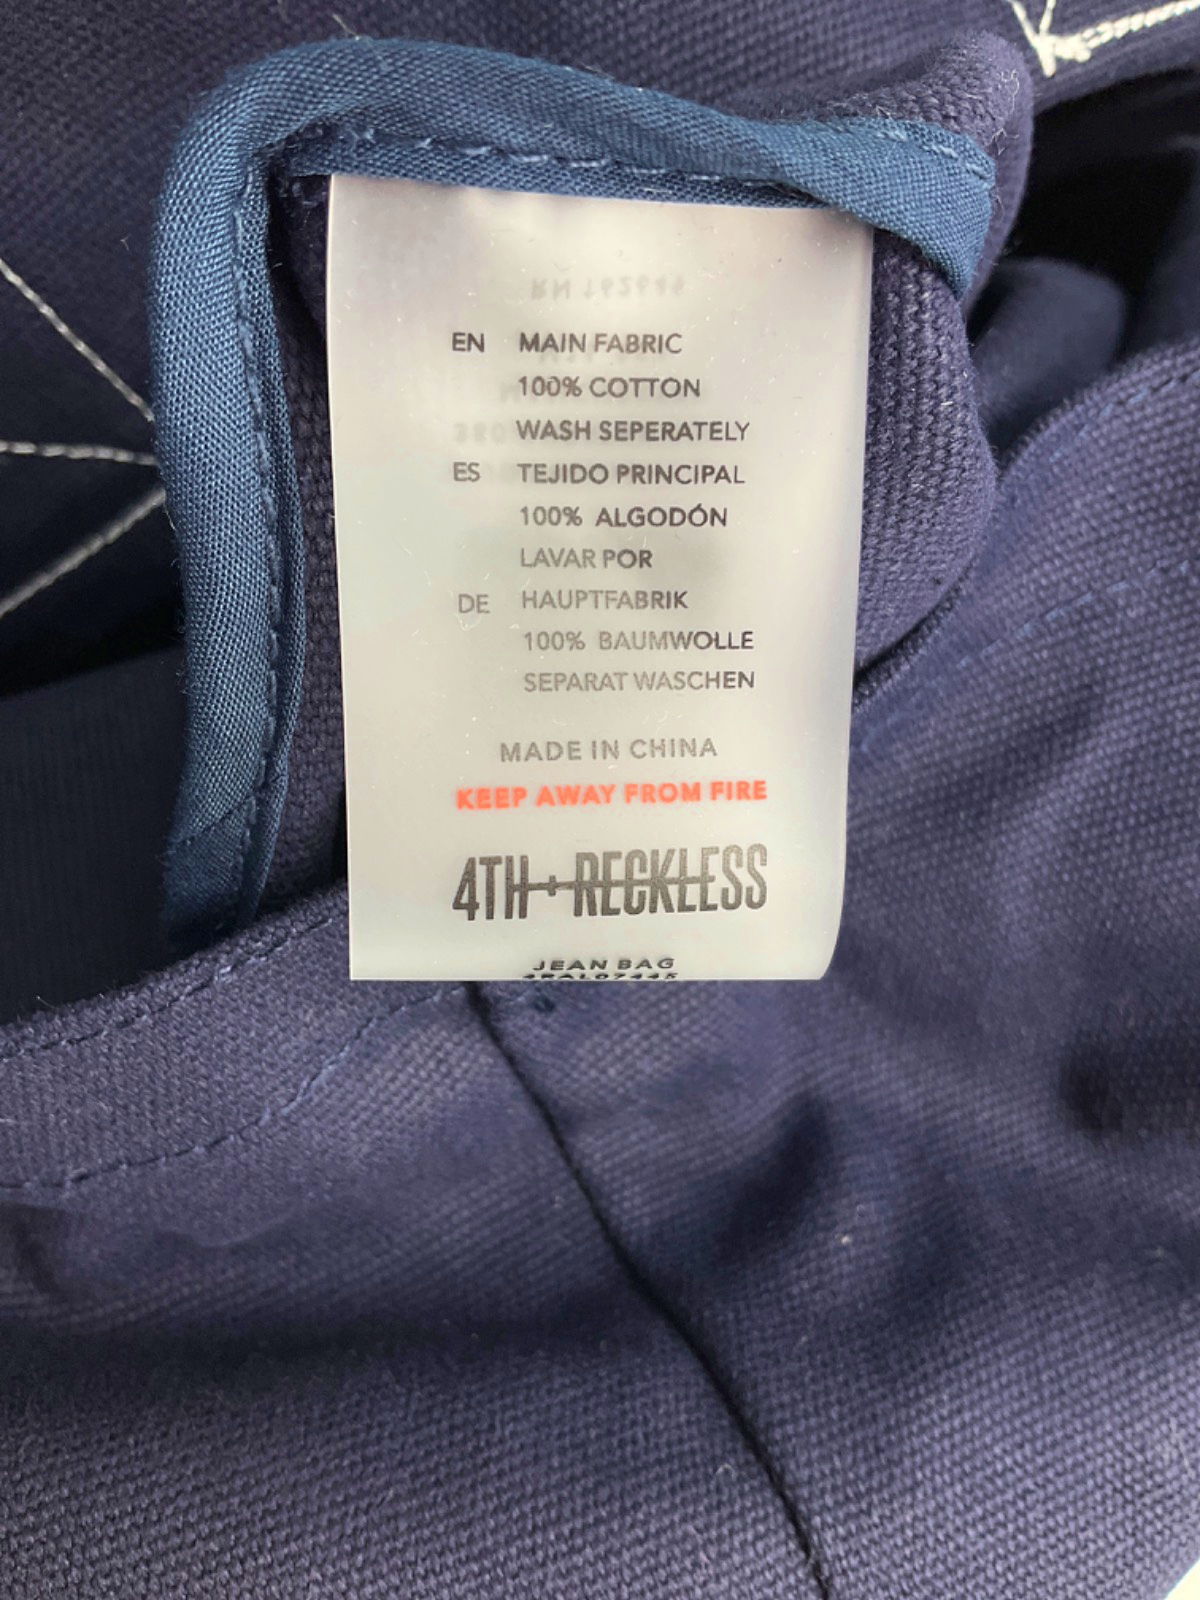 EN MAIN FABRIC
100% COTTON
WASH SEPERATELY
ES TEJIDO PRINCIPAL
100% ALGODÓN
LAVAR POR
DE HAUPTFABRIK
100% BAUMWOLLE
SEPARAT WASCHEN
MADE IN CHINA
KEEP AWAY FROM FIRE
4TH+RECKLESS
JEAN BAG